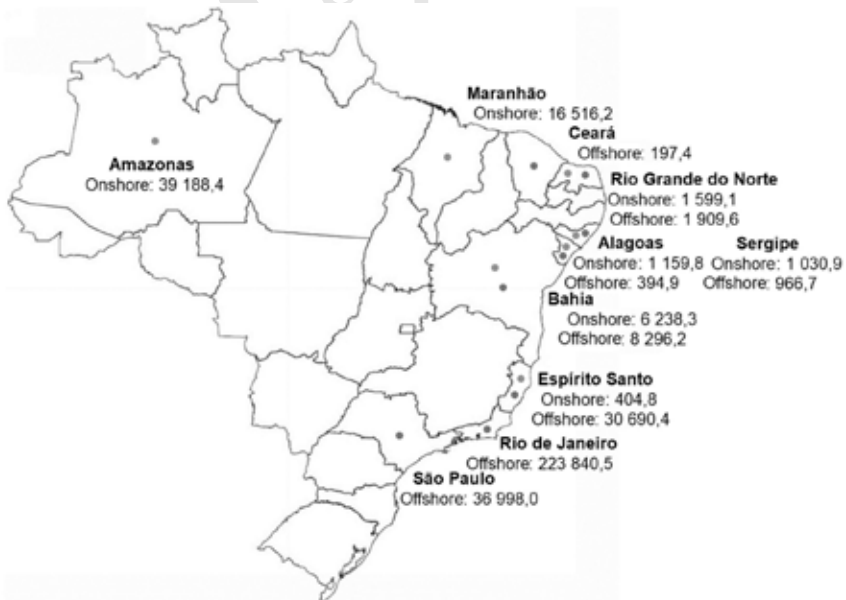 Maranhão
Onshore: 16 516,2
Ceará
Offshore: 197,4
Amazonas
Onshore: 39 188,4
Rio Grande do Norte
Onshore: 1 599,1
Offshore: 1 909,6
Alagoas
Onshore: 1 159,8
Offshore: 394,9
Sergipe
Onshore: 1 030,9
Offshore: 966,7
Bahia
Onshore: 6 238,3
Offshore: 8 296,2
Espírito Santo
Onshore: 404,8
Offshore: 30 690,4
Rio de Janeiro
Offshore: 223 840,5
São Paulo
Offshore: 36 998,0